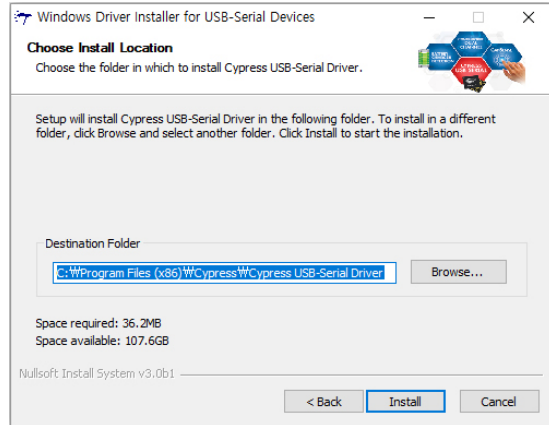 Windows Driver Installer for USB-Serial Devices
Choose Install Location
Choose the folder in which to install Cypress USB-Serial Driver.
Setup will install Cypress USB-Serial Driver in the following folder. To install in a different
folder, click Browse and select another folder. Click Install to start the installation.
Destination Folder
C:₩Program Files (x86)₩Cypress₩Cypress USB-Serial Driver
Browse...
Space required: 36.2MB
Space available: 107.6GB
Nullsoft Install System v3.0b1
< Back
Install
Cancel